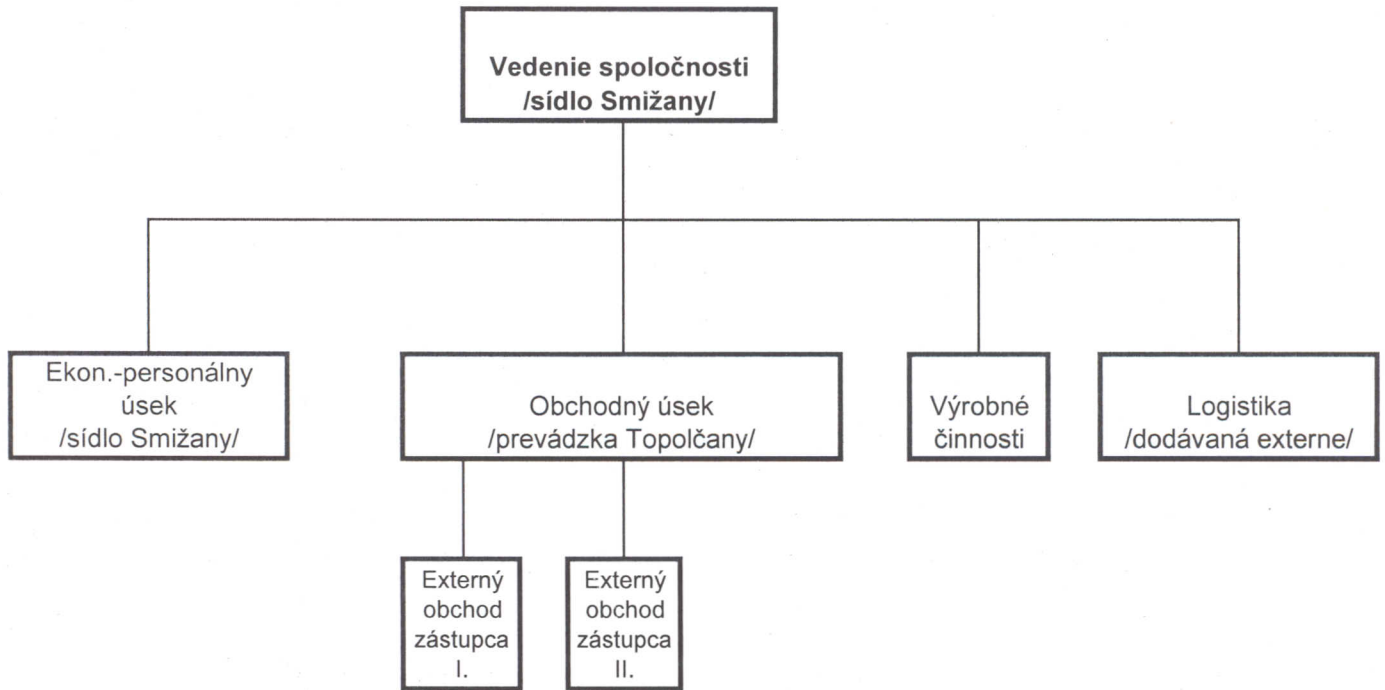 Vedenie spoločnosti
/sídlo Smižany/
Ekon.-personálny
úsek
/sídlo Smižany/
Obchodný úsek
/prevádzka Topolčany/
Výrobné
činnosti
Logistika
/dodávaná externe/
Externý
obchod
zástupca
I.
Externý
obchod
zástupca
II.